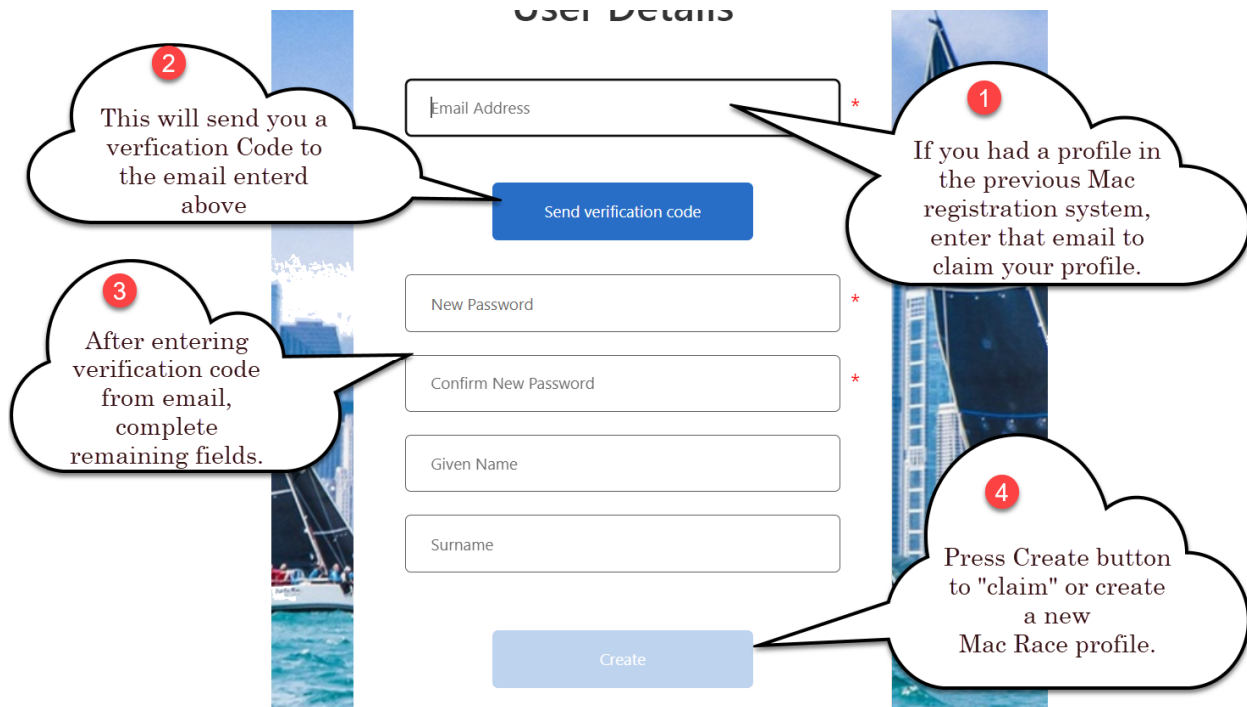 User Details
2
This will send you a
verfication Code to
the email enterd
above
Email Address
*
1
If you had a profile in
the previous Mac
registration system,
enter that email to
claim your profile.
Send verification code
3
After entering
verification code
from email,
complete
remaining fields.
New Password
*
Confirm New Password
*
Given Name
Surname
4
Press Create button
to "claim" or create
a new
Mac Race profile.
Create